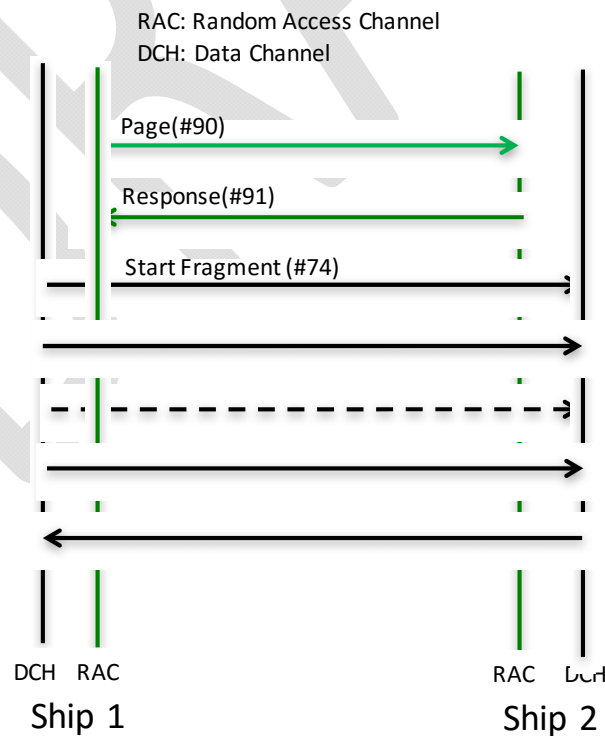 RAC: Random Access Channel
DCH: Data Channel
Page(#90)
Response(#91)
Start Fragment (#74)
DCH RAC
RAC DCH
Ship 1
Ship 2